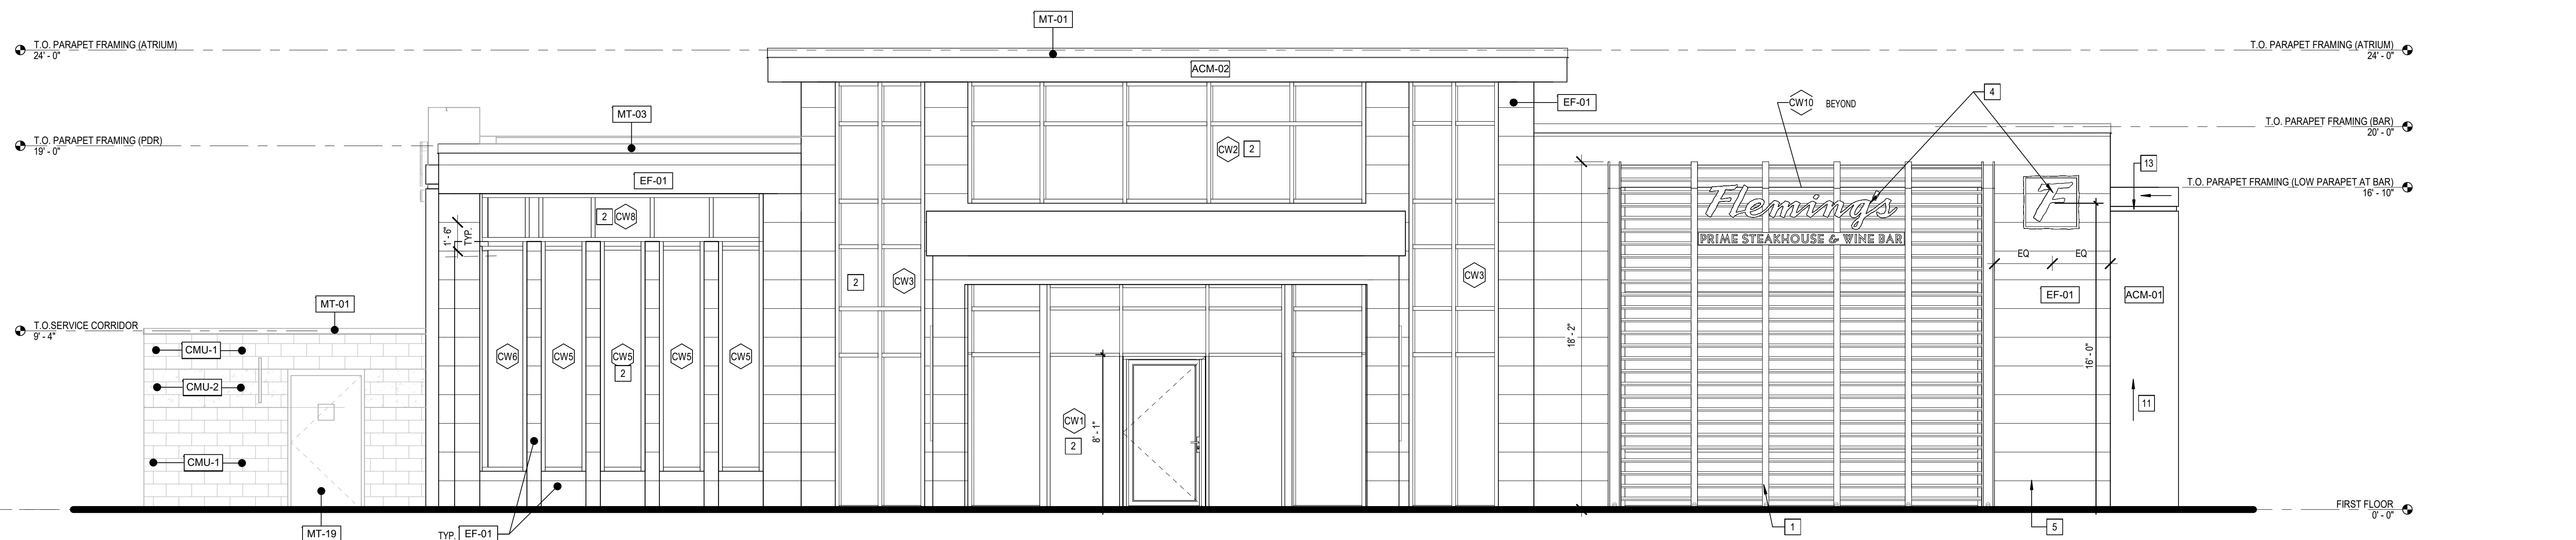 MT-01
T.O. PARAPET FRAMING (ATRIUM)
24' - 0"
T.O. PARAPET FRAMING (ATRIUM)
24' - 0"
ACM-02
4
EF-01
CW10 BEYOND
MT-03
T.O. PARAPET FRAMING (BAR)
20' - 0"
T.O. PARAPET FRAMING (PDR)
19' - 0"
CW2 2
13
EF-01
T.O. PARAPET FRAMING (LOW PARAPET AT BAR)
16' - 10"
Fleming's
F
2 CW8
1' - 6"
TYP.
PRIME STEAKHOUSE & WINE BAR
EQ EQ
2 CW3
CW3
EF-01
ACM-01
MT-01
T.O.SERVICE CORRIDOR
9' - 4"
18' - 2"
CMU-1
CW6 CW5 CW5 CW5 CW5
2
16' - 0"
CMU-2
11
CW1
2
8' - 1"
CMU-1
FIRST FLOOR
0' - 0"
MT-19
TYP. EF-01
1
5